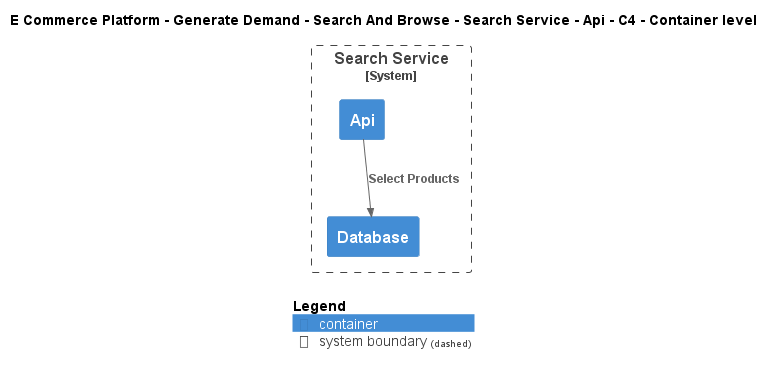 E Commerce Platform - Generate Demand - Search And Browse - Search Service - Api - C4 - Container level
Search Service
[System]
Api
Select Products
Database
Legend
container
system boundary (dashed)